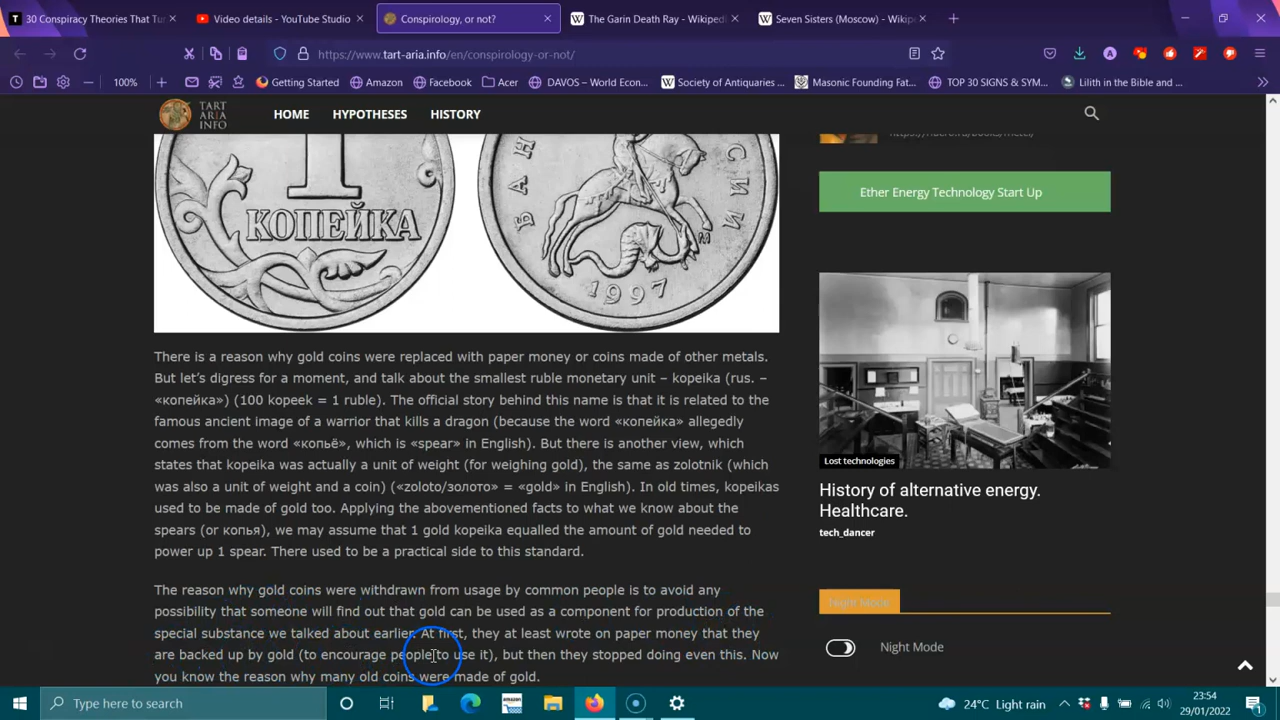 30 Conspiracy Theories That Tur
Video details - YouTube Studio
Conspirology, or not?
The Garin Death Ray - Wikiped
Seven Sisters (Moscow) - Wikip
https://www.tart-aria.info/en/conspirology-or-not/
100%
Getting Started
Amazon
Facebook
Acer
DAVOS – World Econ...
Society of Antiquaries ...
Masonic Founding Fat...
TOP 30 SIGNS & SYM...
Lilith in the Bible and ...
TART
ARIA
INFO
HOME
HYPOTHESES
HISTORY
1
КОПЕЙКА
БАН
СИИ
М
1997
Ether Energy Technology Start Up
There is a reason why gold coins were replaced with paper money or coins made of other metals.
But let's digress for a moment, and talk about the smallest ruble monetary unit – kopeika (rus. –
«копейка») (100 kopeek = 1 ruble). The official story behind this name is that it is related to the
famous ancient image of a warrior that kills a dragon (because the word «копейка» allegedly
comes from the word «копьё», which is «spear» in English). But there is another view, which
states that kopeika was actually a unit of weight (for weighing gold), the same as zolotnik (which
was also a unit of weight and a coin) («zoloto/золото» = «gold» in English). In old times, kopeikas
used to be made of gold too. Applying the abovementioned facts to what we know about the
spears (or копья), we may assume that 1 gold kopeika equalled the amount of gold needed to
power up 1 spear. There used to be a practical side to this standard.
The reason why gold coins were withdrawn from usage by common people is to avoid any
possibility that someone will find out that gold can be used as a component for production of the
special substance we talked about earlier. At first, they at least wrote on paper money that they
are backed up by gold (to encourage people to use it), but then they stopped doing even this. Now
you know the reason why many old coins were made of gold.
Lost technologies
History of alternative energy.
Healthcare.
tech_dancer
Night Mode
Night Mode
Type here to search
amazon
24°C Light rain
23:54
29/01/2022